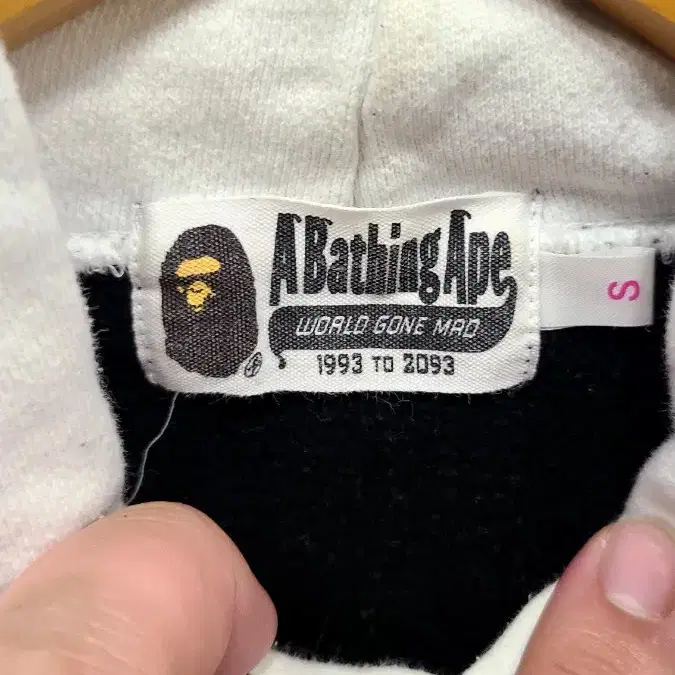 A Bathing Ape
WORLD GONE MAD
1993 TO 2093
S